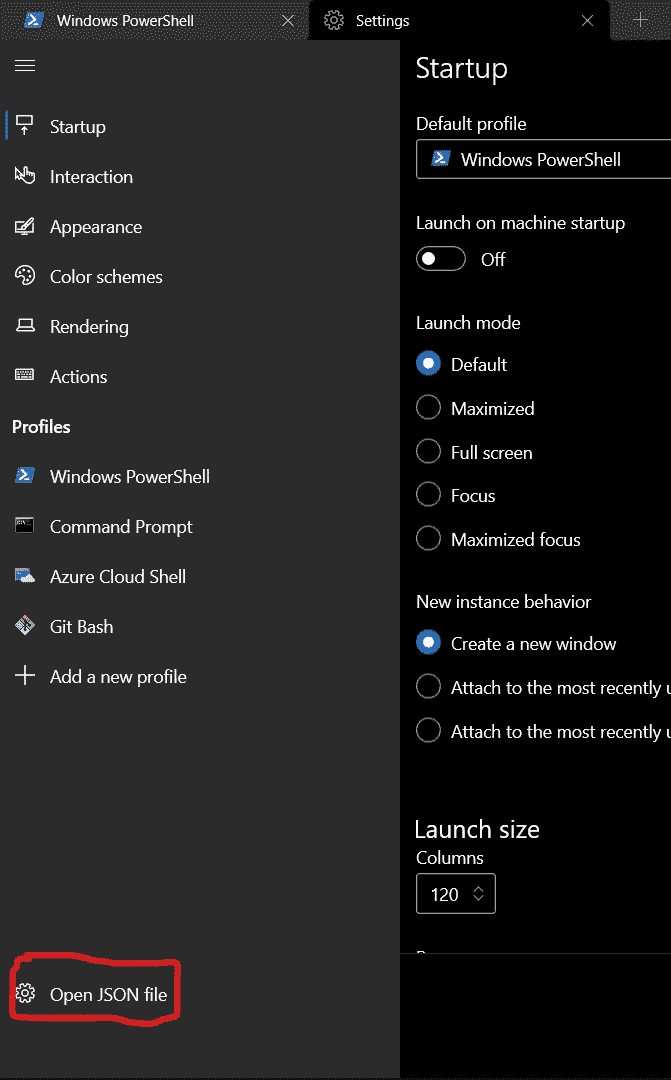 Windows PowerShell
Settings
Startup
Interaction
Appearance
Color schemes
Rendering
Actions
Profiles
Windows PowerShell
Command Prompt
Azure Cloud Shell
Git Bash
Add a new profile
Open JSON file
Startup
Default profile
Windows PowerShell
Launch on machine startup
Off
Launch mode
Default
Maximized
Full screen
Focus
Maximized focus
New instance behavior
Create a new window
Attach to the most recently u
Attach to the most recently u
Launch size
Columns
120